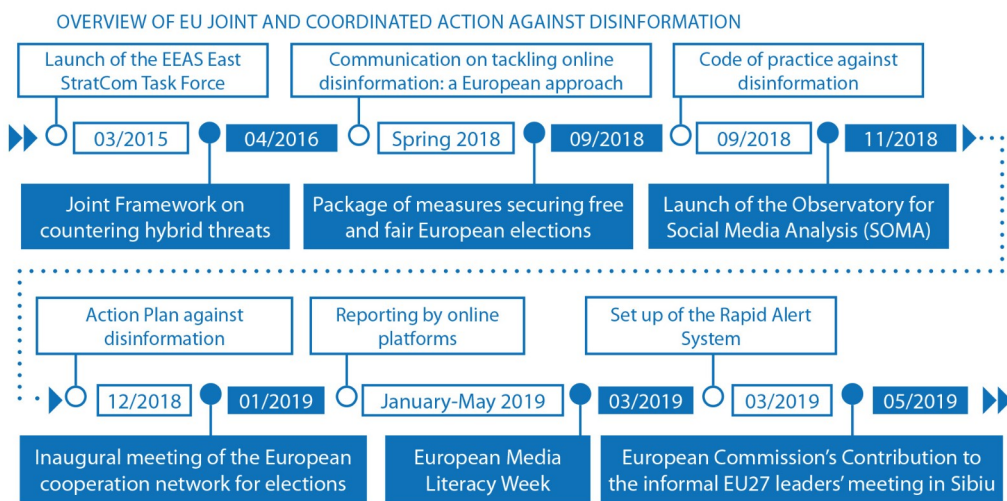 OVERVIEW OF EU JOINT AND COORDINATED ACTION AGAINST DISINFORMATION
Launch of the EEAS East
StratCom Task Force
03/2015
04/2016
Joint Framework on
countering hybrid threats
Communication on tackling online
disinformation: a European approach
Spring 2018
09/2018
Package of measures securing free
and fair European elections
Code of practice against
disinformation
09/2018
11/2018
Launch of the Observatory for
Social Media Analysis (SOMA)
Action Plan against
disinformation
12/2018
01/2019
Inaugural meeting of the European
cooperation network for elections
Reporting by online
platforms
January-May 2019
03/2019
European Media
Literacy Week
Set up of the Rapid Alert
System
03/2019
05/2019
European Commission's Contribution to
the informal EU27 leaders' meeting in Sibiu